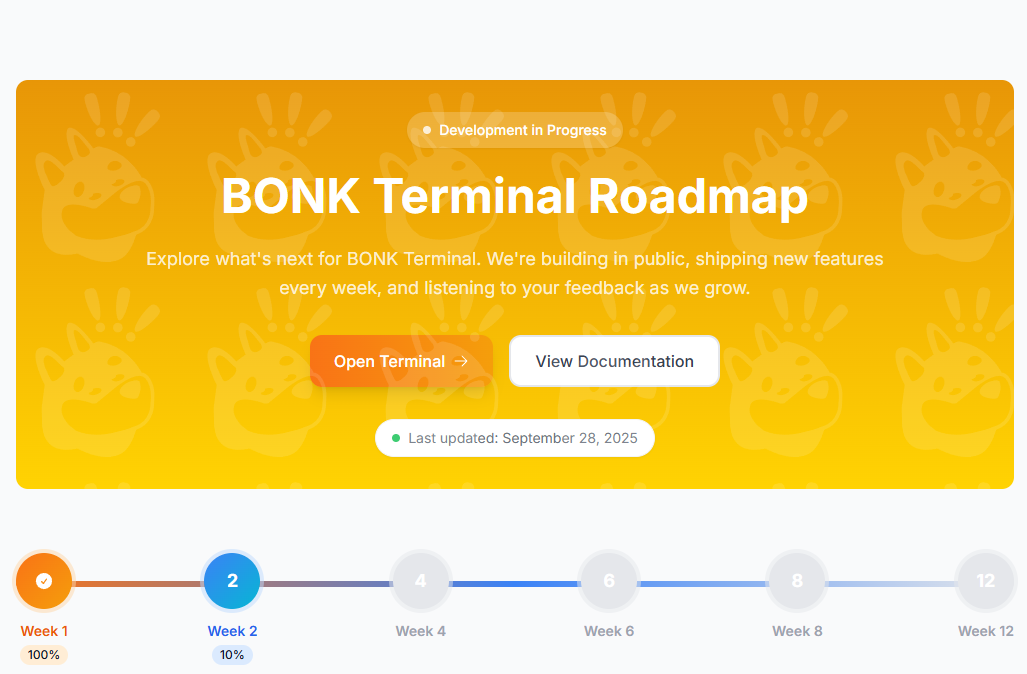 Development in Progress
BONK Terminal Roadmap
Explore what's next for BONK Terminal. We're building in public, shipping new features
every week, and listening to your feedback as we grow.
Open Terminal →
View Documentation
Last updated: September 28, 2025
2
4
6
8
12
Week 1
Week 2
Week 4
Week 6
Week 8
Week 12
100%
10%